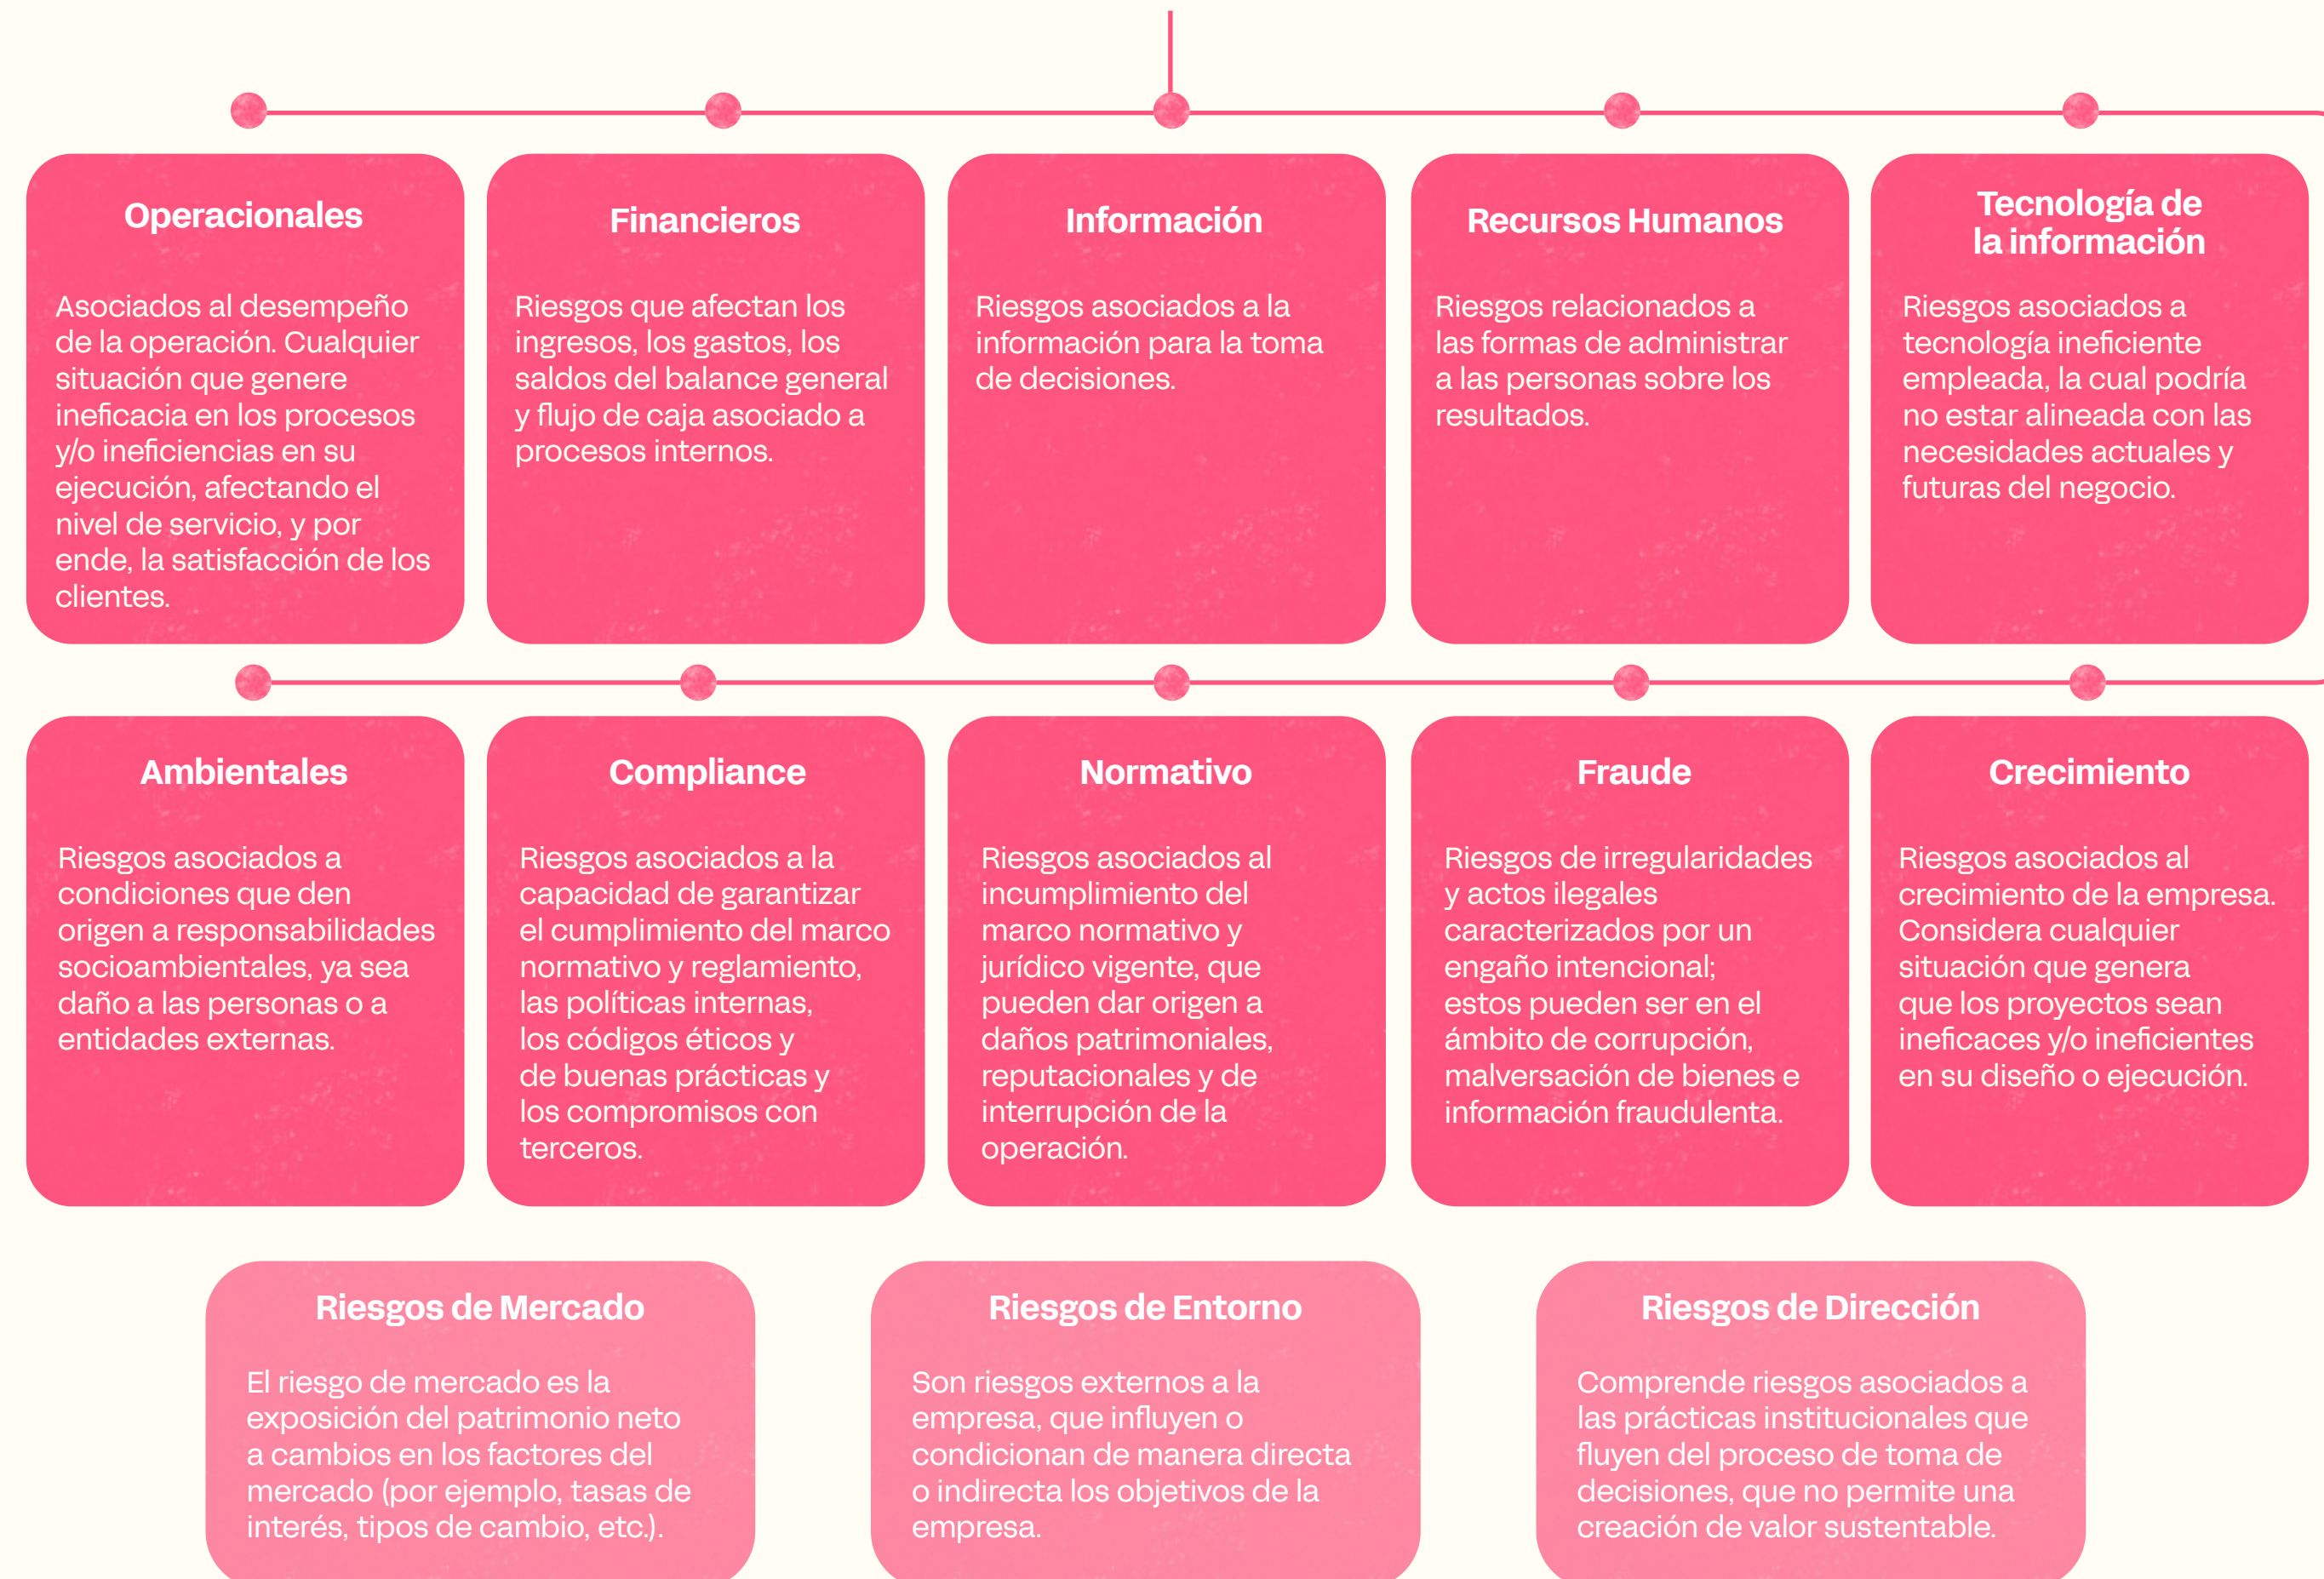 Operacionales
Asociados al desempeño
de la operación. Cualquier
situación que genere
ineficacia en los procesos
y/o ineficiencias en su
ejecución, afectando el
nivel de servicio, y por
ende, la satisfacción de los
clientes.
Financieros
Riesgos que afectan los
ingresos, los gastos, los
saldos del balance general
y flujo de caja asociado a
procesos internos.
Información
Riesgos asociados a la
información para la toma
de decisiones.
Recursos Humanos
Riesgos relacionados a
las formas de administrar
a las personas sobre los
resultados.
Tecnología de
la información
Riesgos asociados a
tecnología ineficiente
empleada, la cual podría
no estar alineada con las
necesidades actuales y
futuras del negocio.
Ambientales
Riesgos asociados a
condiciones que den
origen a responsabilidades
socioambientales, ya sea
daño a las personas o a
entidades externas.
Compliance
Riesgos asociados a la
capacidad de garantizar
el cumplimiento del marco
normativo y reglamiento,
las políticas internas,
los códigos éticos y
de buenas prácticas y
los compromisos con
terceros.
Normativo
Riesgos asociados al
incumplimiento del
marco normativo y
jurídico vigente, que
pueden dar origen a
daños patrimoniales,
reputacionales y de
interrupción de la
operación.
Fraude
Riesgos de irregularidades
y actos ilegales
caracterizados por un
engaño intencional;
estos pueden ser en el
ámbito de corrupción,
malversación de bienes e
información fraudulenta.
Crecimiento
Riesgos asociados al
crecimiento de la empresa.
Considera cualquier
situación que genera
que los proyectos sean
ineficaces y/o ineficientes
en su diseño o ejecución.
Riesgos de Mercado
El riesgo de mercado es la
exposición del patrimonio neto
a cambios en los factores del
mercado (por ejemplo, tasas de
interés, tipos de cambio, etc.).
Riesgos de Entorno
Son riesgos externos a la
empresa, que influyen o
condicionan de manera directa
o indirecta los objetivos de la
empresa.
Riesgos de Dirección
Comprende riesgos asociados a
las prácticas institucionales que
fluyen del proceso de toma de
decisiones, que no permite una
creación de valor sustentable.